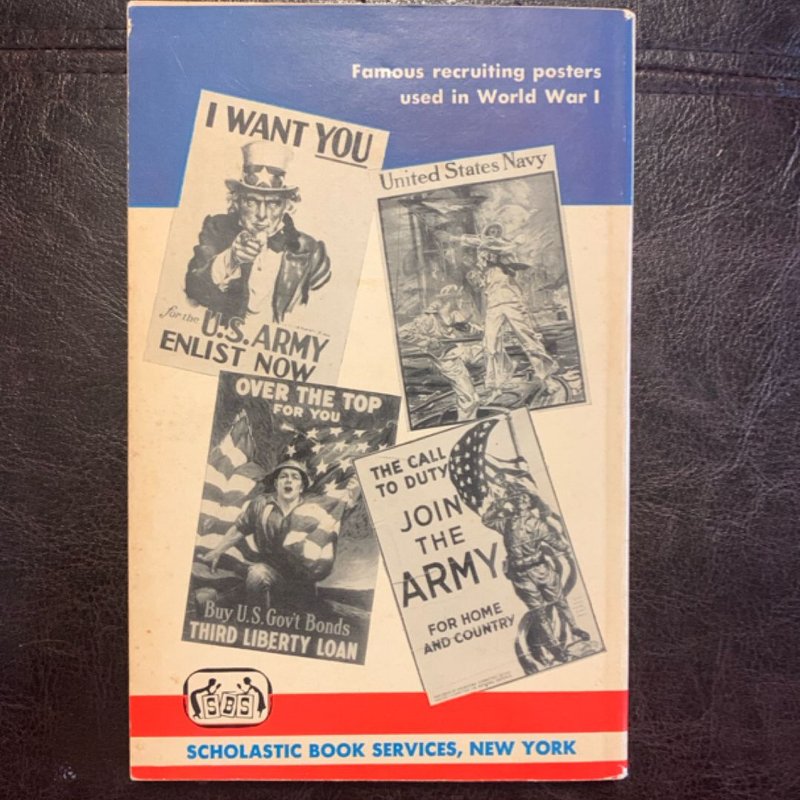 Famous recruiting posters
used in World War I
I WANT YOU
for the U.S. ARMY
ENLIST NOW
United States Navy
OVER THE TOP
FOR YOU
Buy U.S. Gov't Bonds
THIRD LIBERTY LOAN
THE CALL
TO DUTY
JOIN
THE
ARMY
FOR HOME
AND COUNTRY
SBS
SCHOLASTIC BOOK SERVICES, NEW YORK